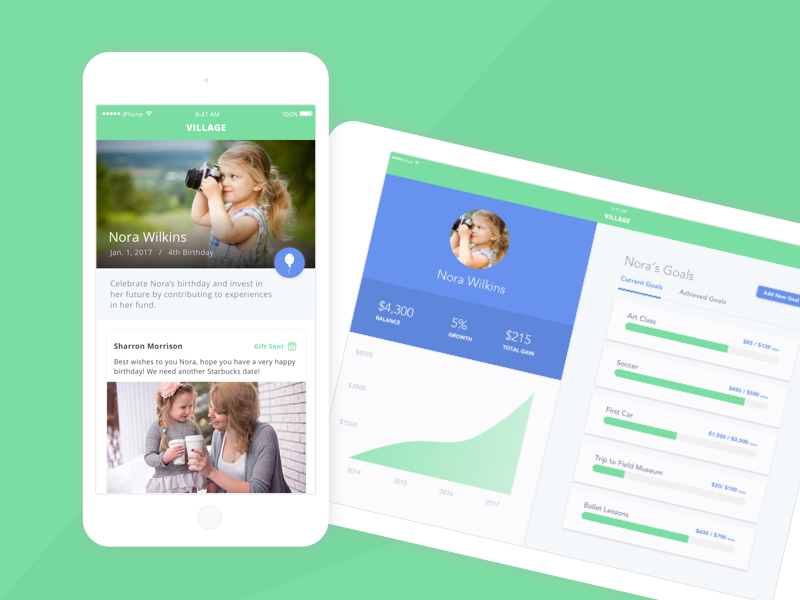 iPhone
9:41 AM
100%
VILLAGE
Nora Wilkins
Jan. 1, 2017 / 4th Birthday
Celebrate Nora's birthday and invest in
her future by contributing to experiences
in her fund.
Sharron Morrison
Gift Sent
Best wishes to you Nora, hope you have a very happy
birthday! We need another Starbucks date!
VILLAGE
Nora Wilkins
$4,300
BALANCE
5%
GROWTH
$215
TOTAL GAIN
$4500
$3000
$1500
2014
2015
2016
2017
Nora's Goals
Current Goals
Achieved Goals
Add New Goal
Art Class
$85 / $130
Soccer
$450 / $500
First Car
$1,550 / $3,000
Trip to Field Museum
$20/ $100
Ballet Lessons
$600 / $700